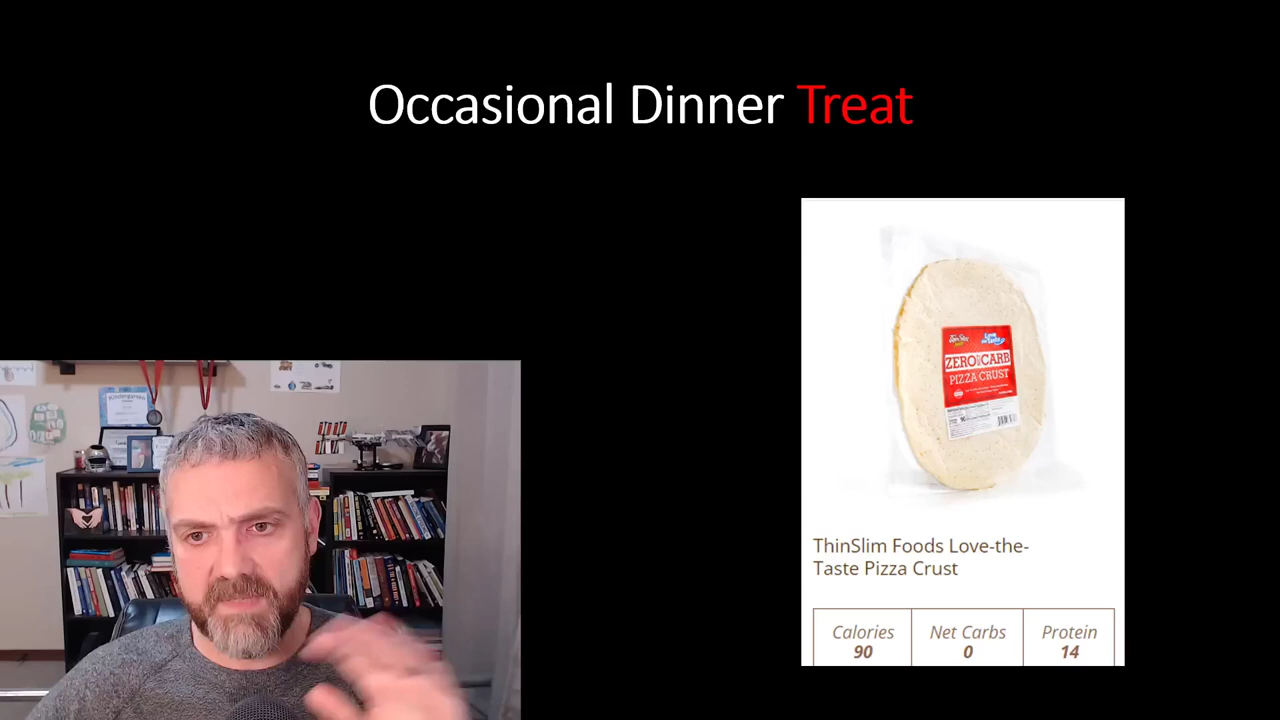 Occasional Dinner Treat
Kindergarten
ZERO CARB
PIZZA CRUST
ThinSlim Foods Love-the-
Taste Pizza Crust
Calories Net Carbs Protein
90 0 14